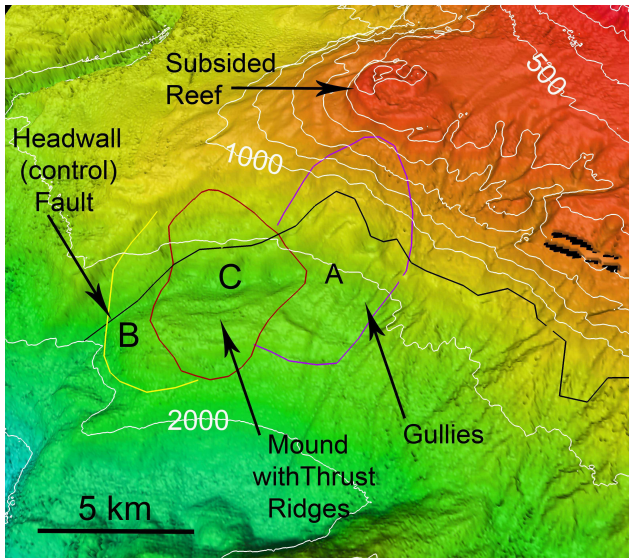 Subsided
Reef
500
Headwall
(control)
Fault
1000
C
A
B
2000
Gullies
Mound
withThrust
Ridges
5 km